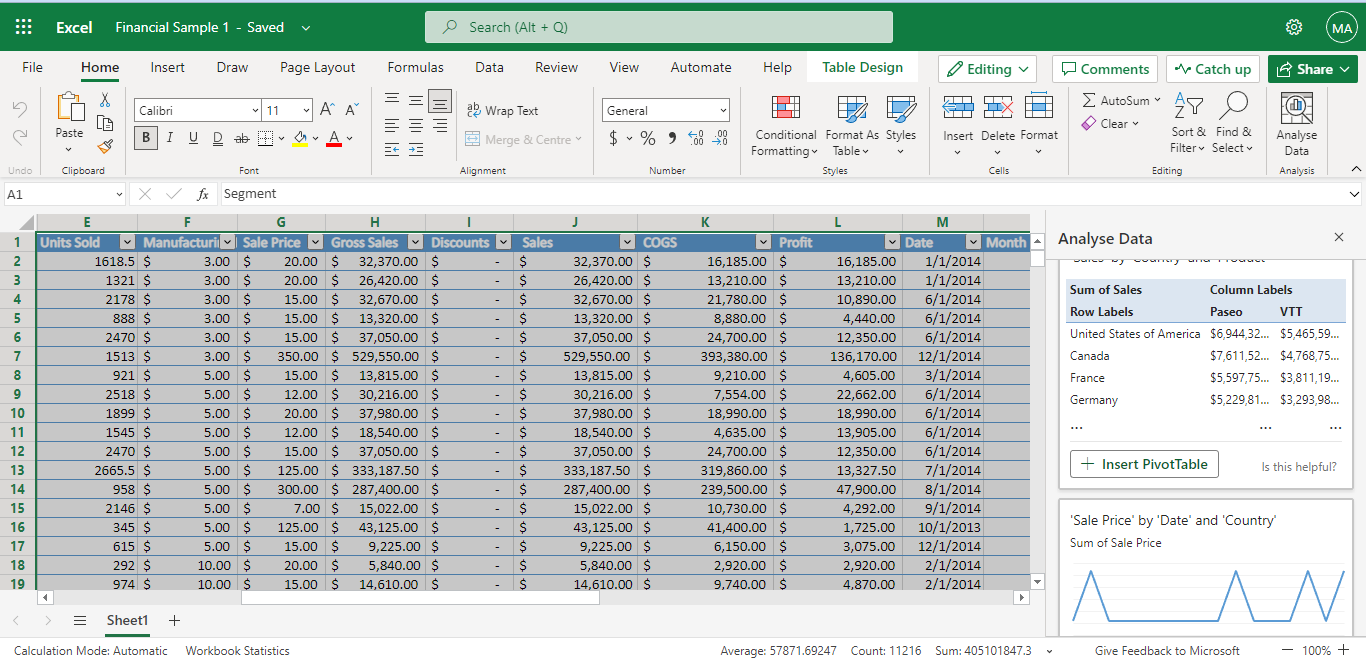 Excel Financial Sample 1 - Saved Search (Alt + Q) MA
File Home Insert Draw Page Layout Formulas Data Review View Automate Help Table Design Editing Comments Catch up Share
Calibri 11 Wrap Text General AutoSum
Paste B I U D ab A Merge & Centre $ % Conditional Formatting Format As Table Styles Insert Delete Format Clear Sort & Filter Find & Select Analyse Data
Undo Clipboard Font Alignment Number Styles Cells Editing Analysis
A1 fx Segment
E F G H I J K L M
1 Units Sold Manufacturi Sale Price Gross Sales Discounts Sales COGS Profit Date Month
2 1618.5 $ 3.00 $ 20.00 $ 32,370.00 $ - $ 32,370.00 $ 16,185.00 $ 16,185.00 1/1/2014
3 1321 $ 3.00 $ 20.00 $ 26,420.00 $ - $ 26,420.00 $ 13,210.00 $ 13,210.00 1/1/2014
4 2178 $ 3.00 $ 15.00 $ 32,670.00 $ - $ 32,670.00 $ 21,780.00 $ 10,890.00 6/1/2014
5 888 $ 3.00 $ 15.00 $ 13,320.00 $ - $ 13,320.00 $ 8,880.00 $ 4,440.00 6/1/2014
6 2470 $ 3.00 $ 15.00 $ 37,050.00 $ - $ 37,050.00 $ 24,700.00 $ 12,350.00 6/1/2014
7 1513 $ 3.00 $ 350.00 $ 529,550.00 $ - $ 529,550.00 $ 393,380.00 $ 136,170.00 12/1/2014
8 921 $ 5.00 $ 15.00 $ 13,815.00 $ - $ 13,815.00 $ 9,210.00 $ 4,605.00 3/1/2014
9 2518 $ 5.00 $ 12.00 $ 30,216.00 $ - $ 30,216.00 $ 7,554.00 $ 22,662.00 6/1/2014
10 1899 $ 5.00 $ 20.00 $ 37,980.00 $ - $ 37,980.00 $ 18,990.00 $ 18,990.00 6/1/2014
11 1545 $ 5.00 $ 12.00 $ 18,540.00 $ - $ 18,540.00 $ 4,635.00 $ 13,905.00 6/1/2014
12 2470 $ 5.00 $ 15.00 $ 37,050.00 $ - $ 37,050.00 $ 24,700.00 $ 12,350.00 6/1/2014
13 2665.5 $ 5.00 $ 125.00 $ 333,187.50 $ - $ 333,187.50 $ 319,860.00 $ 13,327.50 7/1/2014
14 958 $ 5.00 $ 300.00 $ 287,400.00 $ - $ 287,400.00 $ 239,500.00 $ 47,900.00 8/1/2014
15 2146 $ 5.00 $ 7.00 $ 15,022.00 $ - $ 15,022.00 $ 10,730.00 $ 4,292.00 9/1/2014
16 345 $ 5.00 $ 125.00 $ 43,125.00 $ - $ 43,125.00 $ 41,400.00 $ 1,725.00 10/1/2013
17 615 $ 5.00 $ 15.00 $ 9,225.00 $ - $ 9,225.00 $ 6,150.00 $ 3,075.00 12/1/2014
18 292 $ 10.00 $ 20.00 $ 5,840.00 $ - $ 5,840.00 $ 2,920.00 $ 2,920.00 2/1/2014
19 974 $ 10.00 $ 15.00 $ 14,610.00 $ - $ 14,610.00 $ 9,740.00 $ 4,870.00 2/1/2014
Analyse Data
'Sales' by 'Country' and 'Product'
Sum of Sales Column Labels
Row Labels Paseo VTT
United States of America $6,944,32... $5,465,59...
Canada $7,611,52... $4,768,75...
France $5,597,75... $3,811,19...
Germany $5,229,81... $3,293,98...
... ... ...
Insert PivotTable Is this helpful?
'Sale Price' by 'Date' and 'Country'
Sum of Sale Price
Sheet1
Calculation Mode: Automatic Workbook Statistics Average: 57871.69247 Count: 11216 Sum: 405101847.3 Give Feedback to Microsoft 100%